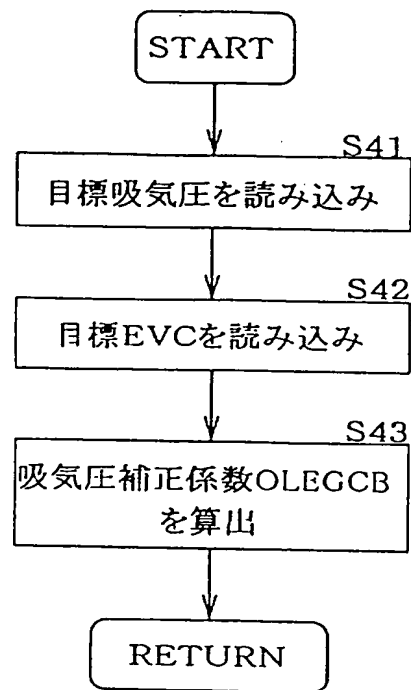 START
S41
目標吸気圧を読み込み
S42
目標EVCを読み込み
S43
吸気圧補正係数OLEGCB
を算出
RETURN